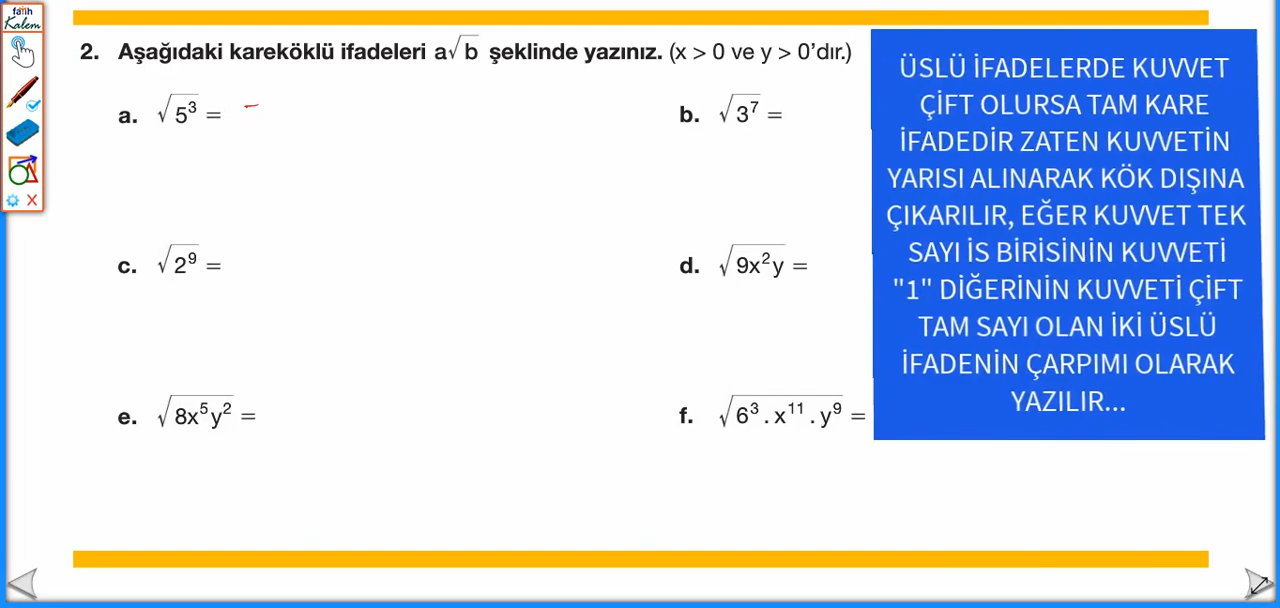 fatih
Kalem
2. Aşağıdaki kareköklü ifadeleri a√b şeklinde yazınız. (x > 0 ve y > 0'dır.)
a. √5³ = -
b. √3⁷ =
c. √2⁹ =
d. √9x²y =
e. √8x⁵y² =
f. √6³ . x¹¹ . y⁹ =
ÜSLÜ İFADELERDE KUVVET
ÇİFT OLURSA TAM KARE
İFADEDİR ZATEN KUVVETİN
YARISI ALINARAK KÖK DIŞINA
ÇIKARILIR, EĞER KUVVET TEK
SAYI İS BİRİSİNİN KUVVETİ
"1" DİĞERİNİN KUVVETİ ÇİFT
TAM SAYI OLAN İKİ ÜSLÜ
İFADENİN ÇARPIMI OLARAK
YAZILIR...